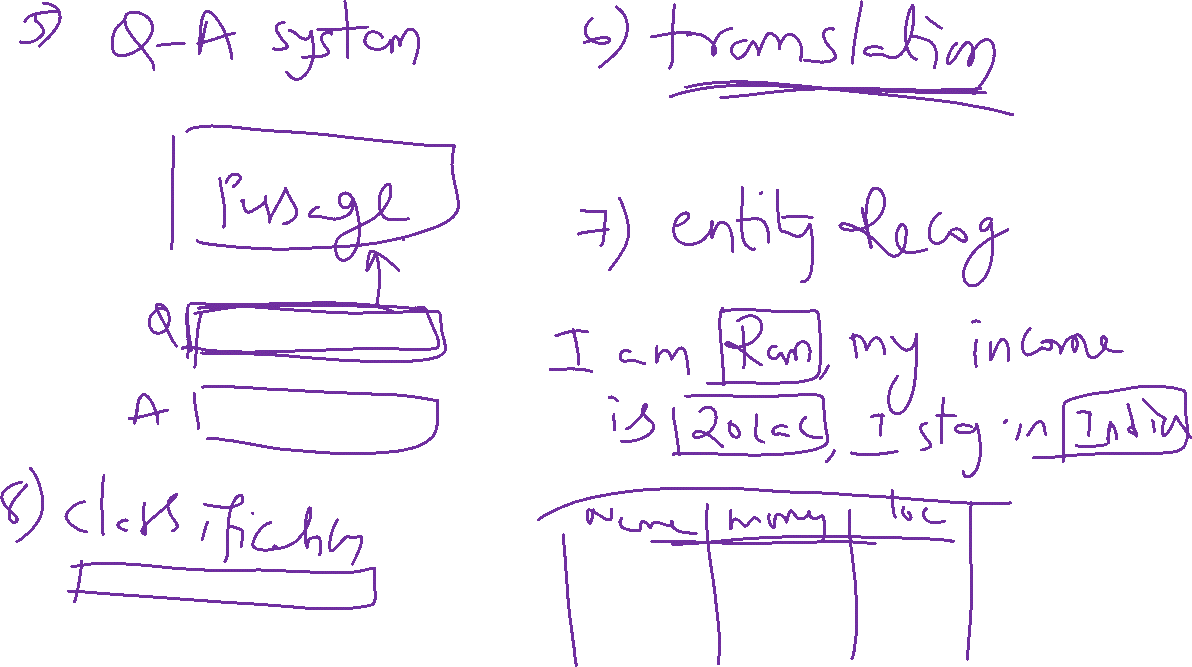 5) Q-A system
Passage
Q
A
8) classification
6) translation
7) entity Recog
I am Ram, my income
is 20lac, I stay in India
Name money loc